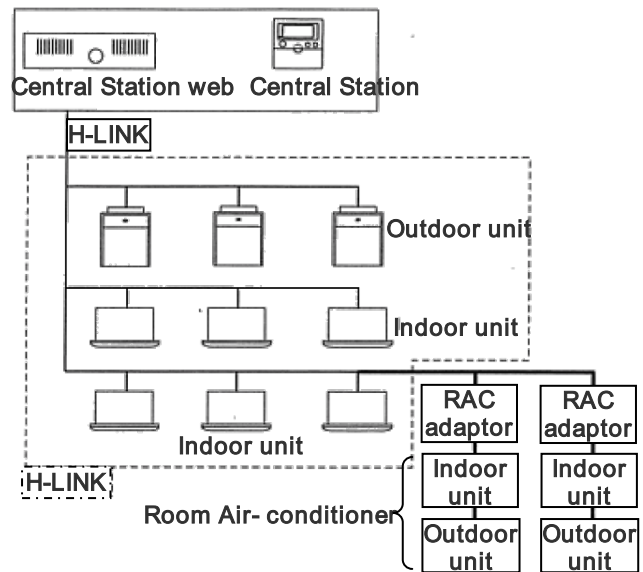 Central Station web
Central Station
H-LINK
Outdoor unit
Indoor unit
Indoor unit
H-LINK
RAC
adaptor
RAC
adaptor
Indoor
unit
Indoor
unit
Room Air- conditioner
Outdoor
unit
Outdoor
unit